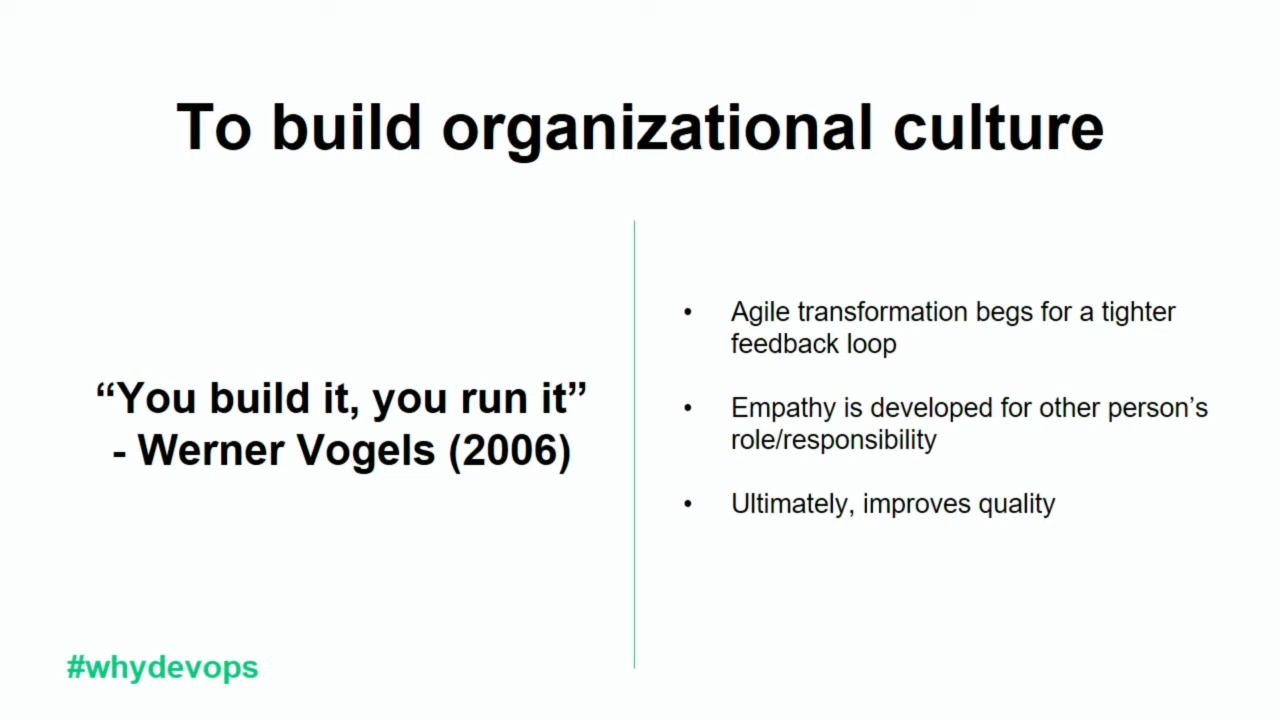 To build organizational culture
“You build it, you run it”
- Werner Vogels (2006)
• Agile transformation begs for a tighter
feedback loop
• Empathy is developed for other person’s
role/responsibility
• Ultimately, improves quality
#whydevops